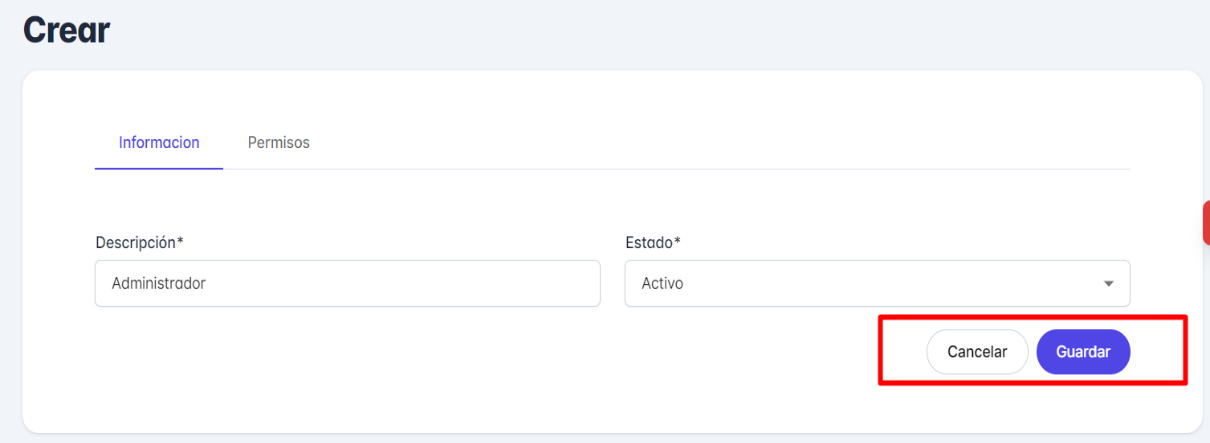 Crear
Informacion Permisos
Descripción* Estado*
Administrador Activo
Cancelar Guardar